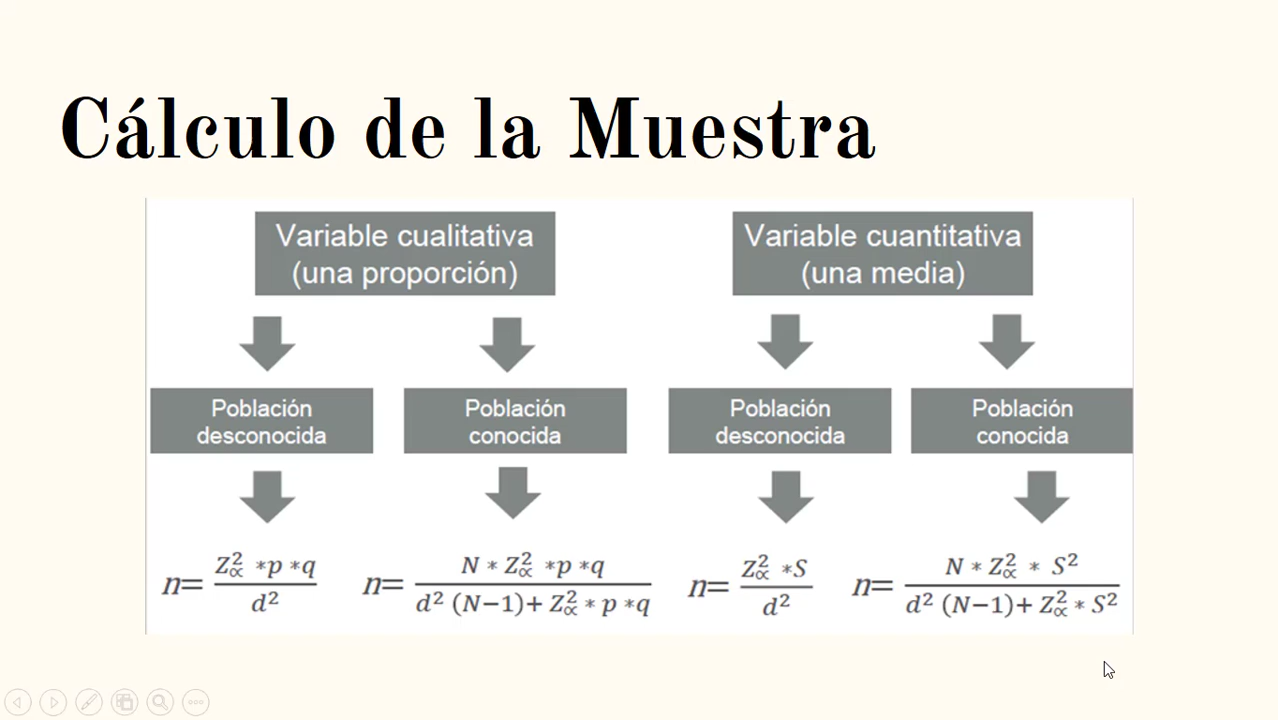 Cálculo de la Muestra
Variable cualitativa
(una proporción)
Variable cuantitativa
(una media)
Población
desconocida
Población
conocida
Población
desconocida
Población
conocida
n= Z²∝ *p *q / d²
n= N * Z²∝ *p *q / d² (N−1)+ Z²∝ * p *q
n= Z²∝ *S / d²
n= N * Z²∝ * S² / d² (N−1)+ Z²∝ * S²